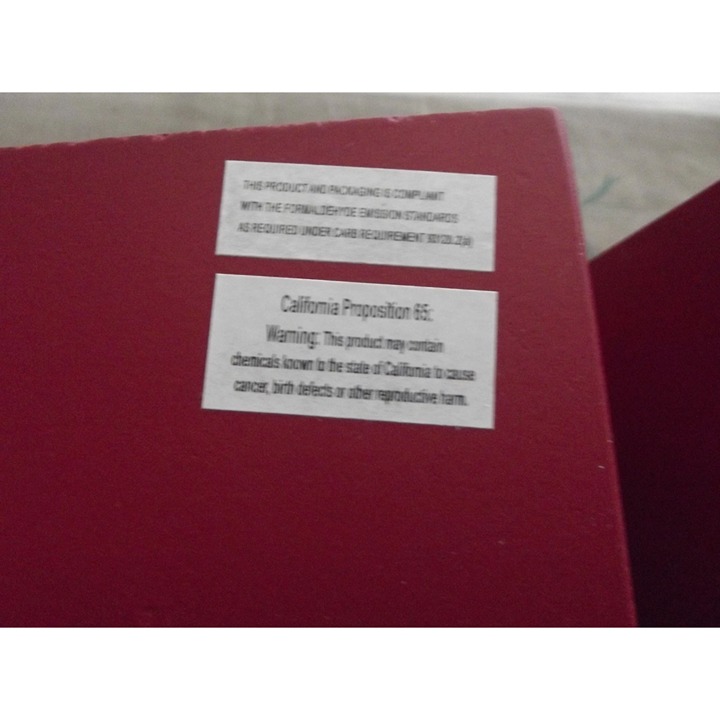 THIS PRODUCT AND PACKAGING IS COMPLIANT
WITH THE FORMALDEHYDE EMISSION STANDARDS
AS REQUIRED UNDER CARB REQUIREMENT
California Proposition 65:
Warning: This product may contain
chemicals known to the state of California to cause
cancer, birth defects or other reproductive harm.